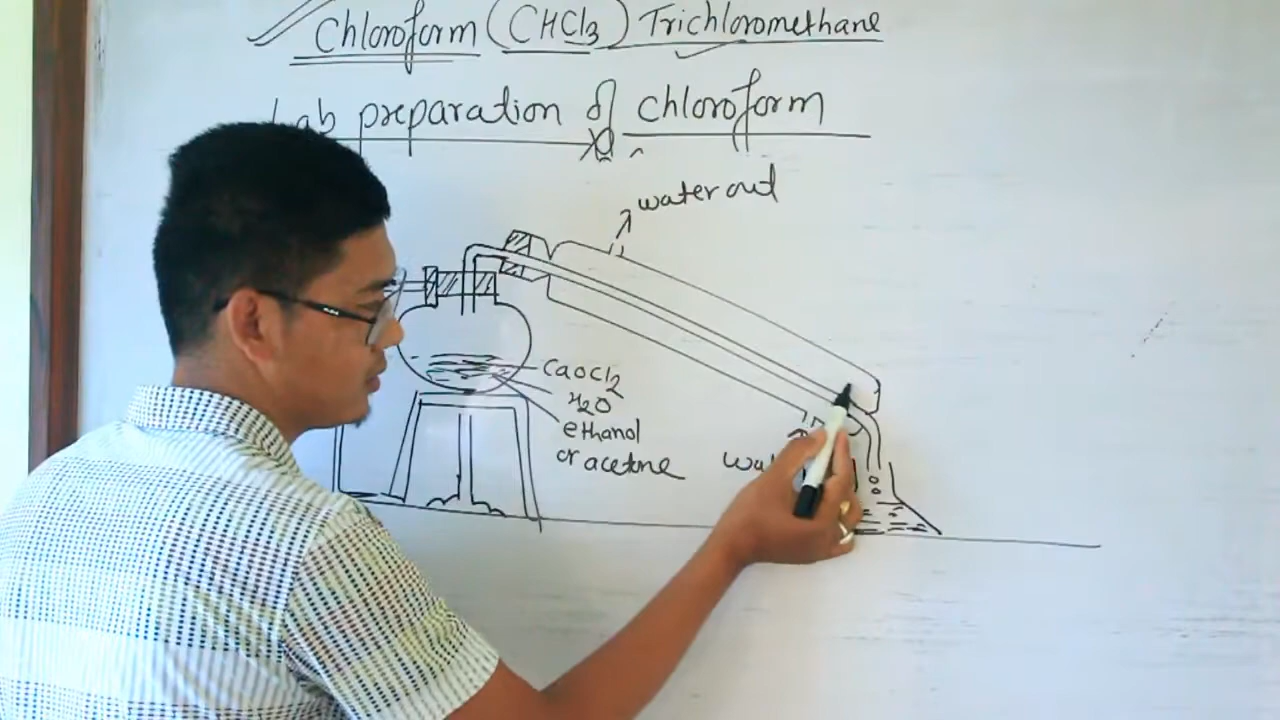 Chloroform (CHCl3) Trichloromethane
Lab preparation of chloroform
water out
CaOCl2
H2O
ethanol
or acetone